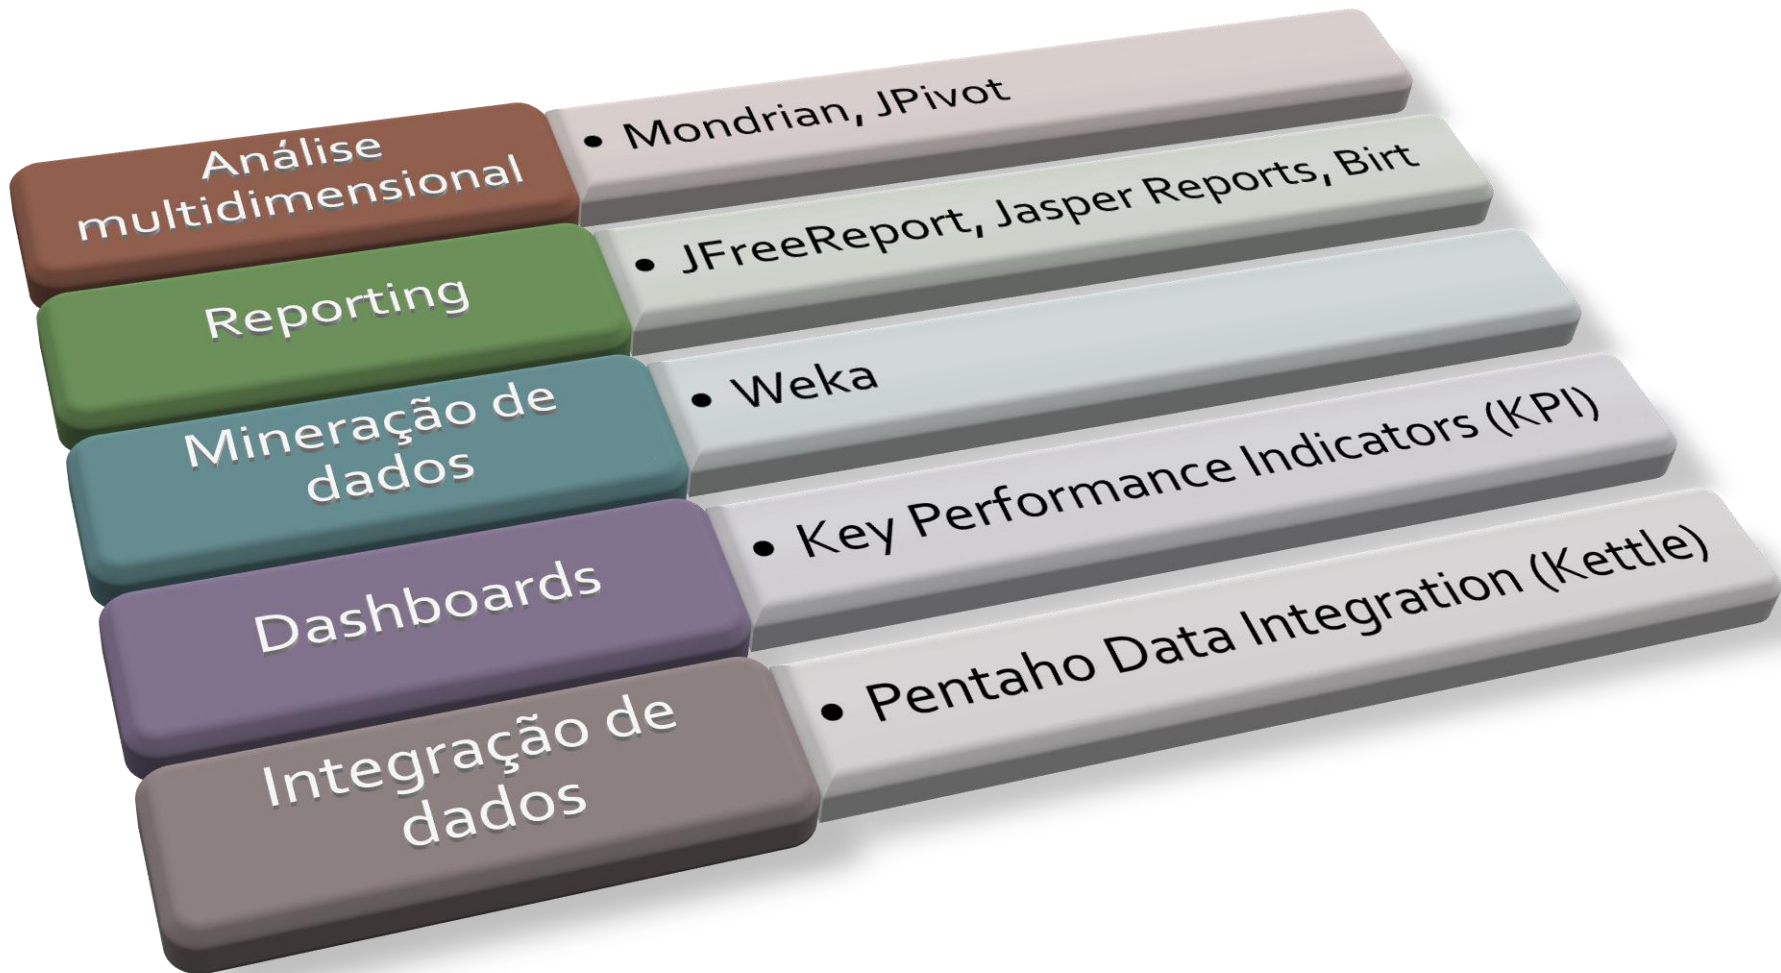 Análise
multidimensional
• Mondrian, JPivot
Reporting
• JFreeReport, Jasper Reports, Birt
Mineração de
dados
• Weka
Dashboards
• Key Performance Indicators (KPI)
Integração de
dados
• Pentaho Data Integration (Kettle)